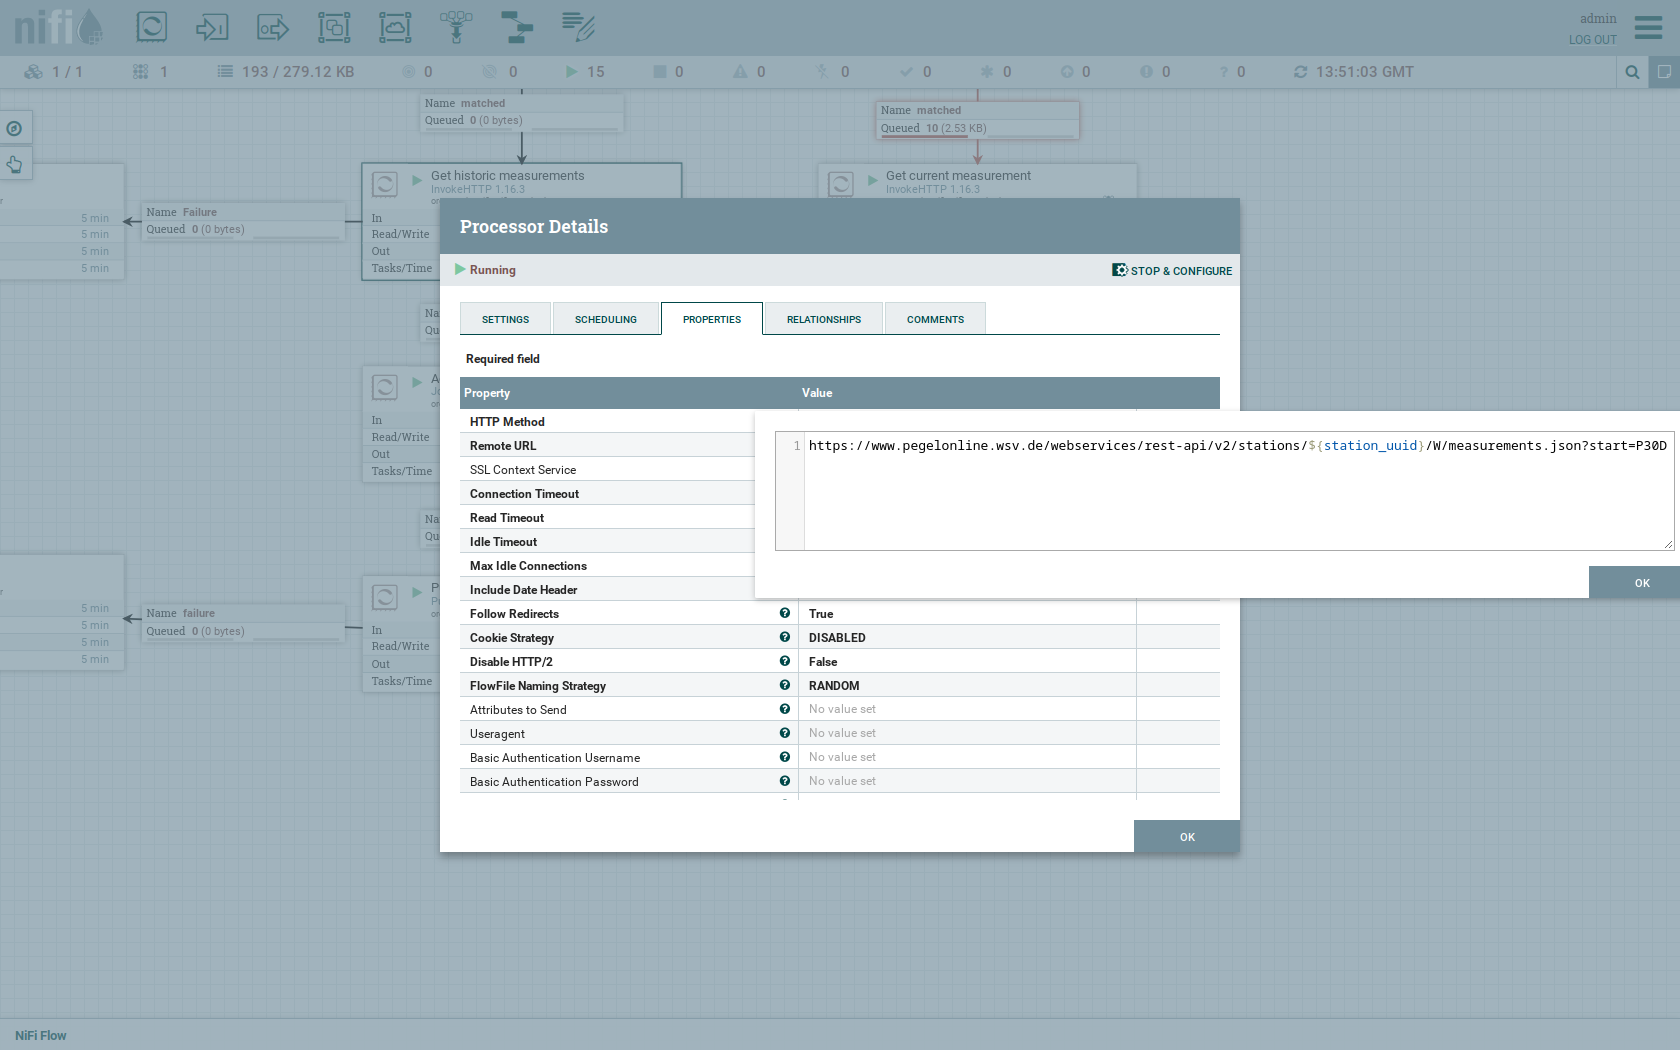 nifi
admin
LOG OUT
1 / 1
1
193 / 279.12 KB
0
0
15
0
0
0
0
0
0
0
? 0
13:51:03 GMT
Name matched
Queued 0 (0 bytes)
Name matched
Queued 10 (2.53 KB)
Get historic measurements
InvokeHTTP 1.16.3
Get current measurement
InvokeHTTP 1.16.3
Name Failure
Queued 0 (0 bytes)
5 min
5 min
5 min
5 min
In
Read/Write
Out
Tasks/Time
Processor Details
Running
STOP & CONFIGURE
SETTINGS
SCHEDULING
PROPERTIES
RELATIONSHIPS
COMMENTS
Required field
Property Value
HTTP Method
Remote URL
SSL Context Service
Connection Timeout
Read Timeout
Idle Timeout
Max Idle Connections
Include Date Header
1 https://www.pegelonline.wsv.de/webservices/rest-api/v2/stations/${station_uuid}/W/measurements.json?start=P30D
OK
Follow Redirects ? True
Cookie Strategy ? DISABLED
Disable HTTP/2 ? False
FlowFile Naming Strategy ? RANDOM
Attributes to Send ? No value set
Useragent ? No value set
Basic Authentication Username ? No value set
Basic Authentication Password ? No value set
OK
In
Read/Write
Out
Tasks/Time
Name failure
Queued 0 (0 bytes)
5 min
5 min
5 min
5 min
In
Read/Write
Out
Tasks/Time
NiFi Flow